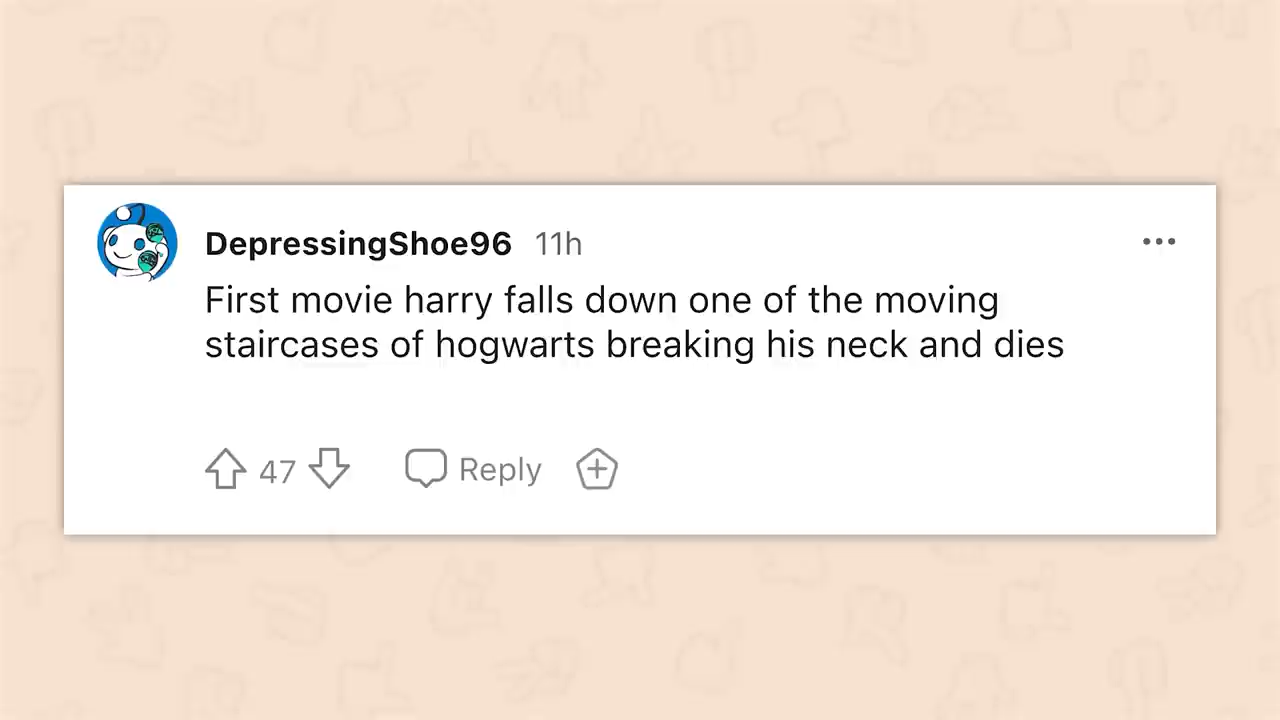 DepressingShoe96 11h
First movie harry falls down one of the moving
staircases of hogwarts breaking his neck and dies
47 Reply